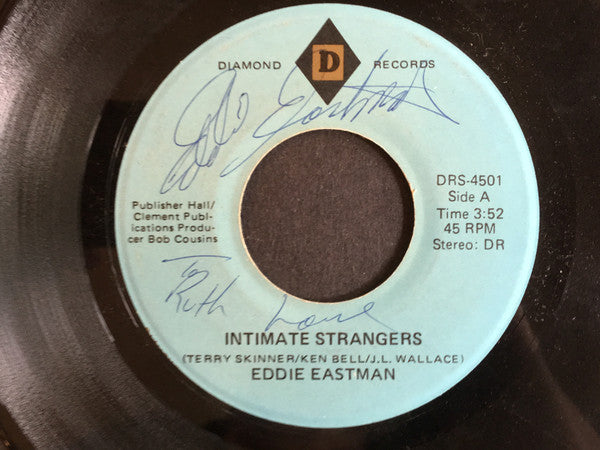 DIAMOND D RECORDS
Eddie Eastman
DRS-4501
Side A
Time 3:52
45 RPM
Stereo: DR
Publisher Hall/
Clement Publ-
ications Produ-
cer Bob Cousins
To
Ruth Love
INTIMATE STRANGERS
(TERRY SKINNER/KEN BELL/J.L. WALLACE)
EDDIE EASTMAN